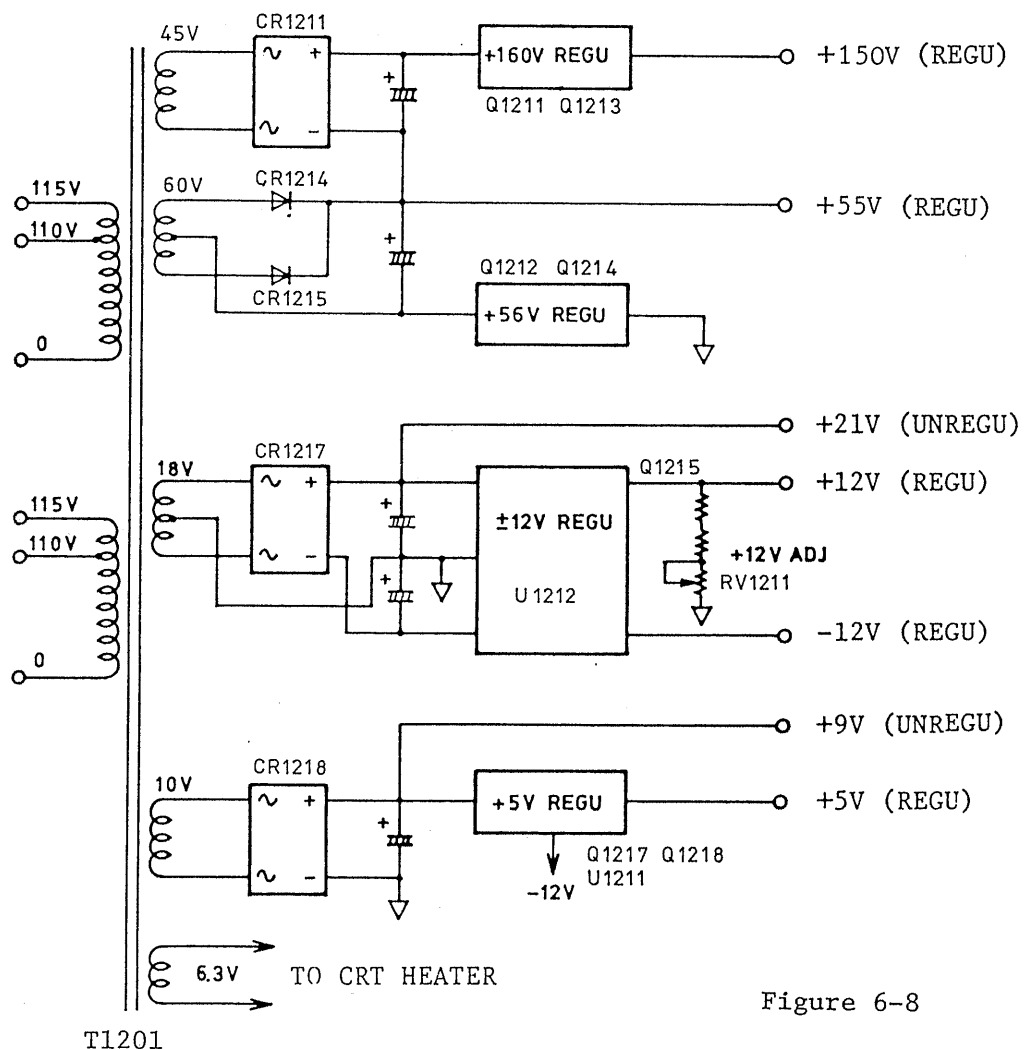 CR1211
45V
~ +
~ -
+
+160V REGU
Q1211 Q1213
+150V (REGU)
115V
110V
0
60V
CR1214
CR1215
+
+55V (REGU)
Q1212 Q1214
+56V REGU
+21V (UNREGU)
CR1217
18V
~ +
~ -
+
+
±12V REGU
U1212
Q1215
+12V (REGU)
+12V ADJ
RV1211
-12V (REGU)
115V
110V
0
+9V (UNREGU)
CR1218
10V
~ +
~ -
+
+5V REGU
+5V (REGU)
Q1217 Q1218
U1211
-12V
6.3V
TO CRT HEATER
Figure 6-8
T1201